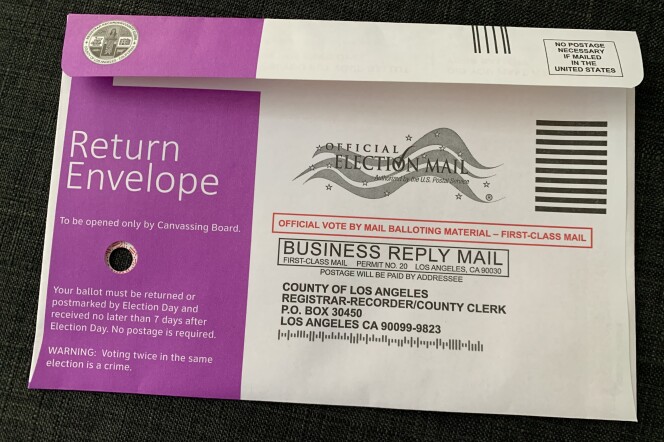 NO POSTAGE
NECESSARY
IF MAILED
IN THE
UNITED STATES
Return
Envelope
To be opened only by Canvassing Board.
Your ballot must be returned or
postmarked by Election Day and
received no later than 7 days after
Election Day. No postage is required.
WARNING: Voting twice in the same
election is a crime.
OFFICIAL
ELECTION MAIL
Authorized by the U.S. Postal Service
®
OFFICIAL VOTE BY MAIL BALLOTING MATERIAL – FIRST-CLASS MAIL
BUSINESS REPLY MAIL
FIRST-CLASS MAIL PERMIT NO. 20 LOS ANGELES, CA 90030
POSTAGE WILL BE PAID BY ADDRESSEE
COUNTY OF LOS ANGELES
REGISTRAR-RECORDER/COUNTY CLERK
P.O. BOX 30450
LOS ANGELES CA 90099-9823